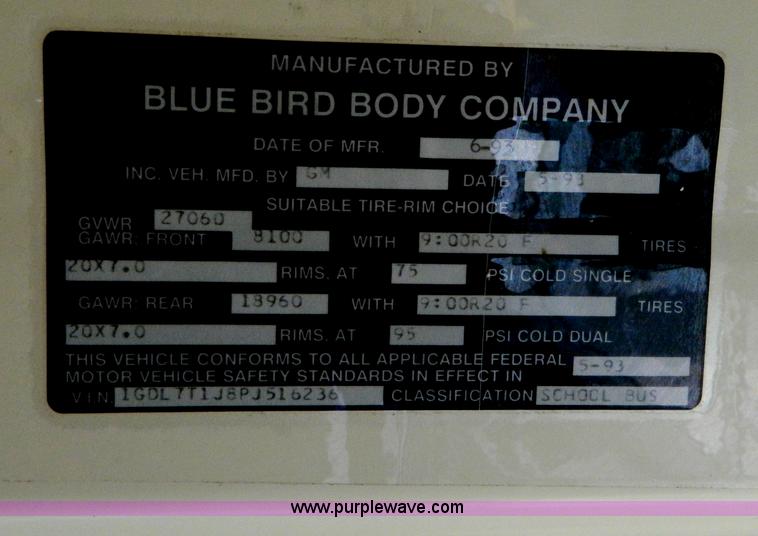 MANUFACTURED BY
BLUE BIRD BODY COMPANY
DATE OF MFR. 6-93
INC. VEH. MFD. BY GM DATE 5-93
SUITABLE TIRE-RIM CHOICE
GVWR 27060
GAWR: FRONT 8100 WITH 9:00R20 F TIRES
20X7.0 RIMS. AT 75 PSI COLD SINGLE
GAWR: REAR 18960 WITH 9:00R20 F TIRES
20X7.0 RIMS. AT 95 PSI COLD DUAL
THIS VEHICLE CONFORMS TO ALL APPLICABLE FEDERAL
MOTOR VEHICLE SAFETY STANDARDS IN EFFECT IN 5-93
V.I.N. 1GDL7T1J8PJ516236 CLASSIFICATION SCHOOL BUS
www.purplewave.com